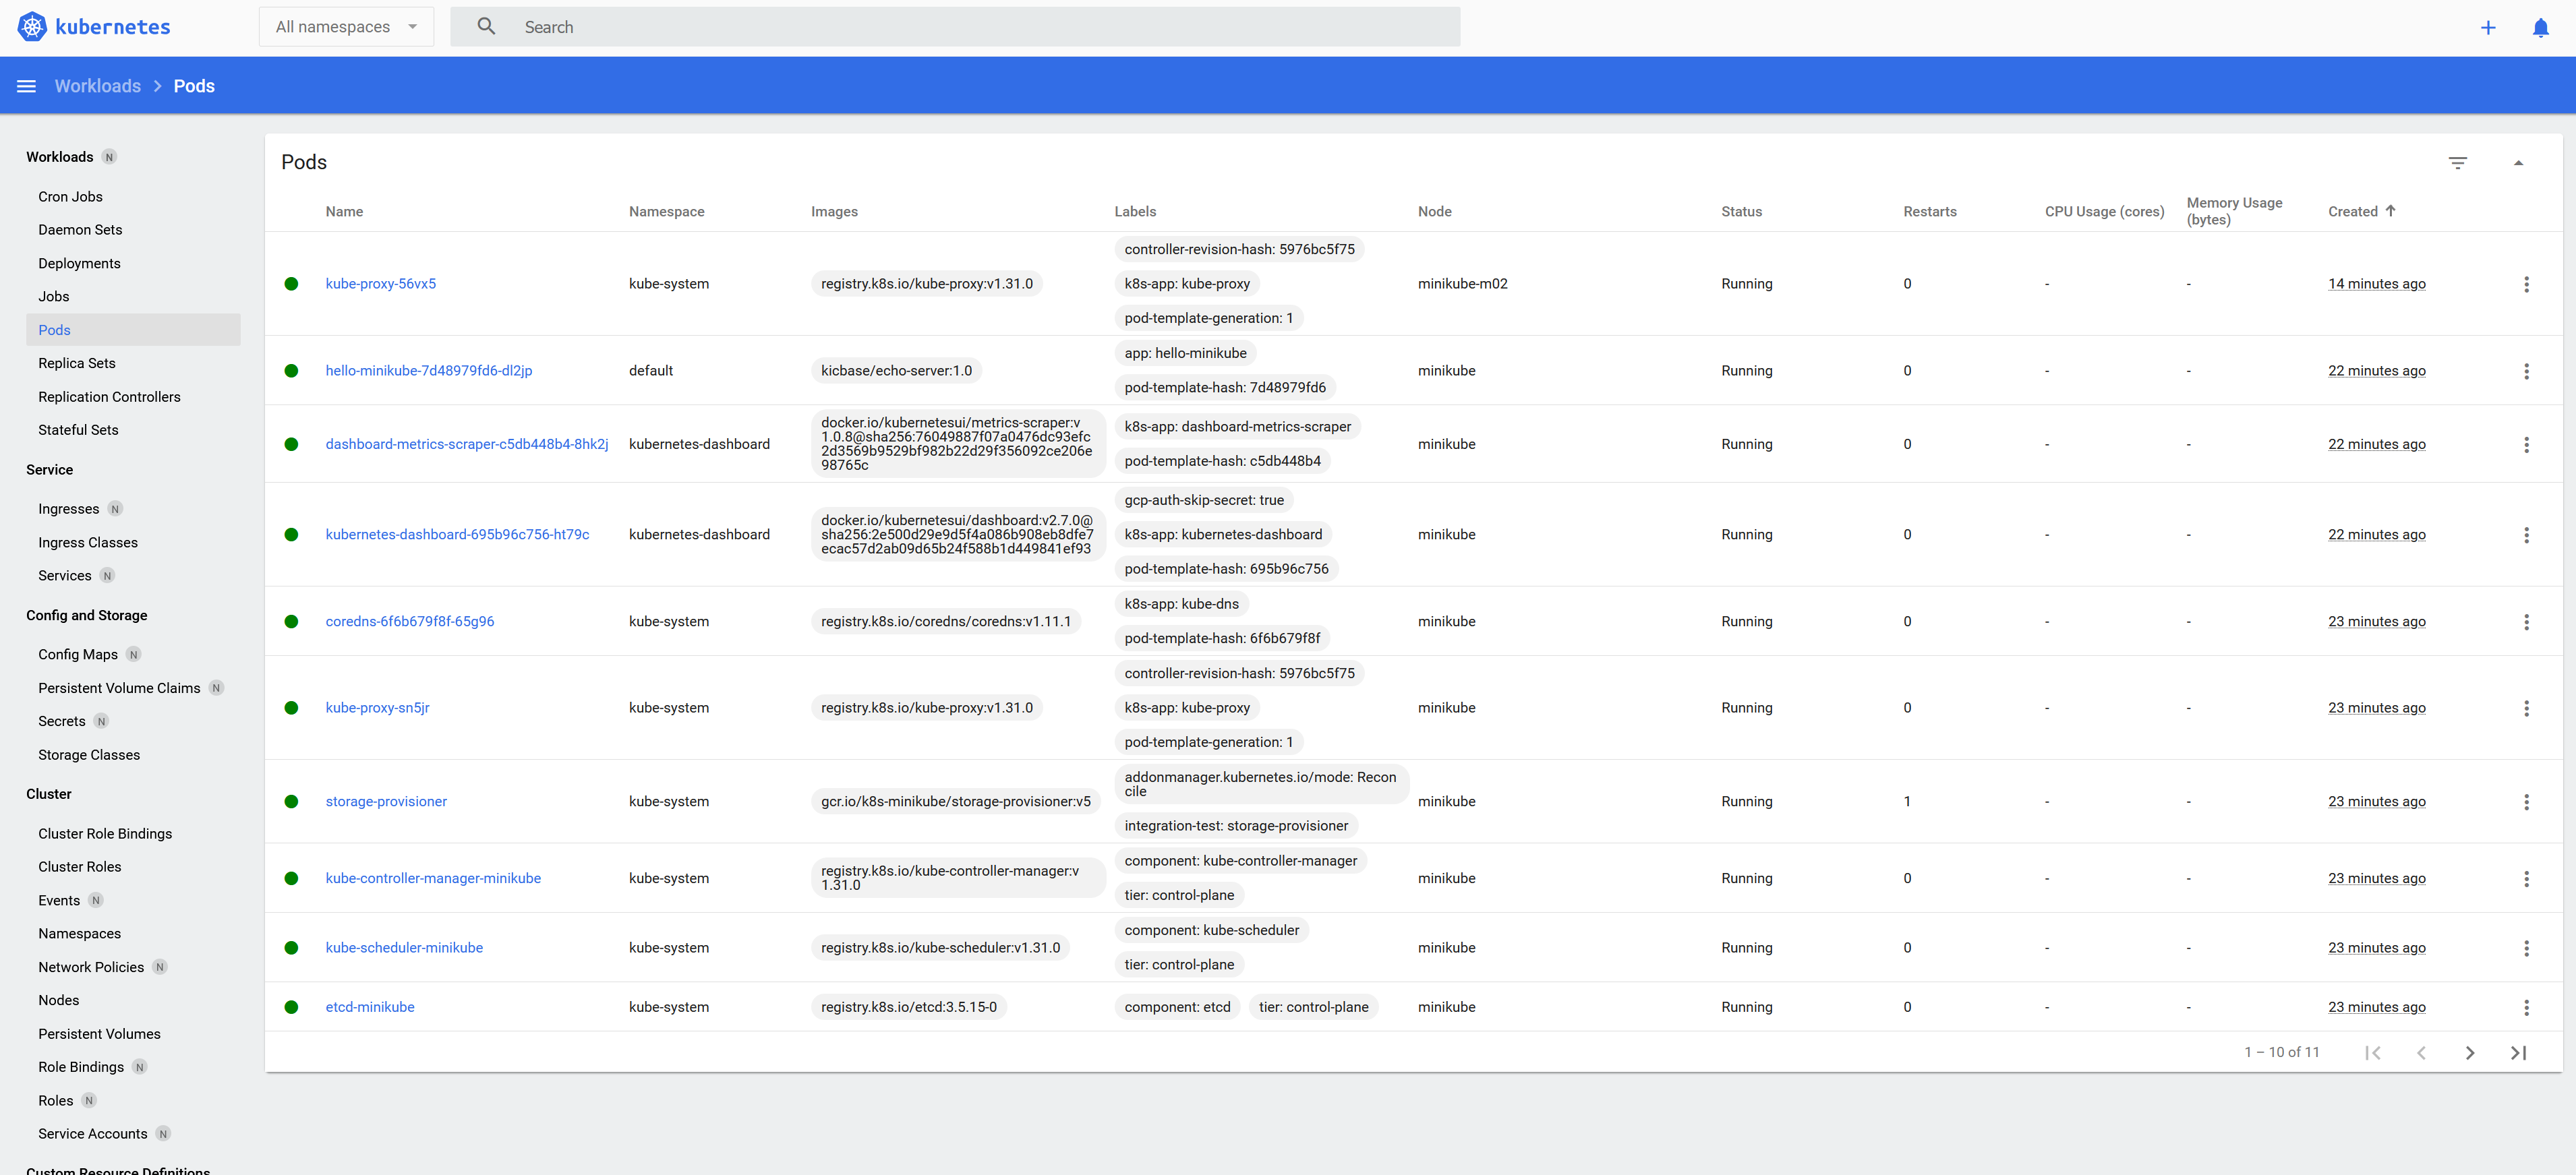 kubernetes
All namespaces
Search
Workloads
Pods
Workloads N
Cron Jobs
Daemon Sets
Deployments
Jobs
Pods
Replica Sets
Replication Controllers
Stateful Sets
Service
Ingresses N
Ingress Classes
Services N
Config and Storage
Config Maps N
Persistent Volume Claims N
Secrets N
Storage Classes
Cluster
Cluster Role Bindings
Cluster Roles
Events N
Namespaces
Network Policies N
Nodes
Persistent Volumes
Role Bindings N
Roles N
Service Accounts N
Custom Resource Definitions
Pods
Name Namespace Images Labels Node Status Restarts CPU Usage (cores) Memory Usage
(bytes) Created
kube-proxy-56vx5 kube-system registry.k8s.io/kube-proxy:v1.31.0
controller-revision-hash: 5976bc5f75
k8s-app: kube-proxy
pod-template-generation: 1
minikube-m02 Running 0 - - 14 minutes ago
hello-minikube-7d48979fd6-dl2jp default kicbase/echo-server:1.0
app: hello-minikube
pod-template-hash: 7d48979fd6
minikube Running 0 - - 22 minutes ago
dashboard-metrics-scraper-c5db448b4-8hk2j kubernetes-dashboard
docker.io/kubernetesui/metrics-scraper:v
1.0.8@sha256:76049887f07a0476dc93efc
2d3569b9529bf982b22d29f356092ce206e
98765c
k8s-app: dashboard-metrics-scraper
pod-template-hash: c5db448b4
minikube Running 0 - - 22 minutes ago
kubernetes-dashboard-695b96c756-ht79c kubernetes-dashboard
docker.io/kubernetesui/dashboard:v2.7.0@
sha256:2e500d29e9d5f4a086b908eb8dfe7
ecac57d2ab09d65b24f588b1d449841ef93
gcp-auth-skip-secret: true
k8s-app: kubernetes-dashboard
pod-template-hash: 695b96c756
minikube Running 0 - - 22 minutes ago
coredns-6f6b679f8f-65g96 kube-system registry.k8s.io/coredns/coredns:v1.11.1
k8s-app: kube-dns
pod-template-hash: 6f6b679f8f
minikube Running 0 - - 23 minutes ago
kube-proxy-sn5jr kube-system registry.k8s.io/kube-proxy:v1.31.0
controller-revision-hash: 5976bc5f75
k8s-app: kube-proxy
pod-template-generation: 1
minikube Running 0 - - 23 minutes ago
storage-provisioner kube-system gcr.io/k8s-minikube/storage-provisioner:v5
addonmanager.kubernetes.io/mode: Recon
cile
integration-test: storage-provisioner
minikube Running 1 - - 23 minutes ago
kube-controller-manager-minikube kube-system
registry.k8s.io/kube-controller-manager:v
1.31.0
component: kube-controller-manager
tier: control-plane
minikube Running 0 - - 23 minutes ago
kube-scheduler-minikube kube-system registry.k8s.io/kube-scheduler:v1.31.0
component: kube-scheduler
tier: control-plane
minikube Running 0 - - 23 minutes ago
etcd-minikube kube-system registry.k8s.io/etcd:3.5.15-0 component: etcd tier: control-plane minikube Running 0 - - 23 minutes ago
1 – 10 of 11